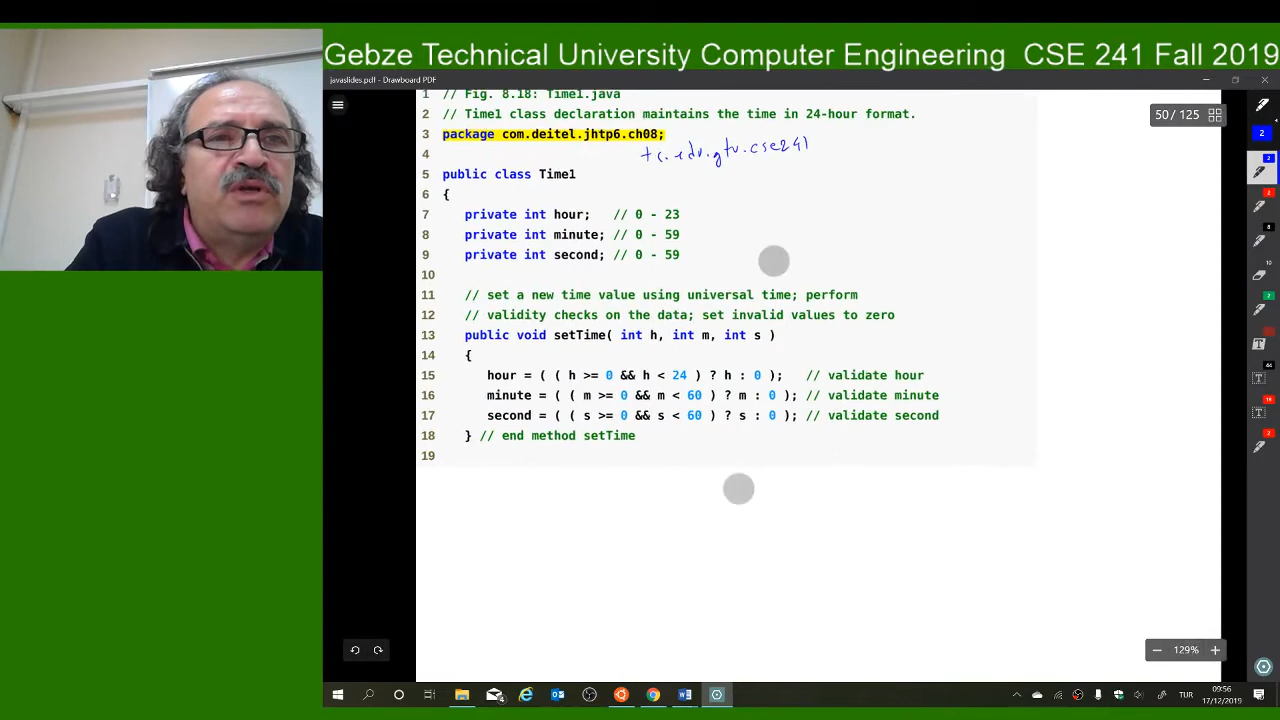 Gebze Technical University Computer Engineering CSE 241 Fall 2019
javaslides.pdf - Drawboard PDF
50 / 125
1 // Fig. 8.18: Time1.java
2 // Time1 class declaration maintains the time in 24-hour format.
3 package com.deitel.jhtp6.ch08;
4 tc.edu.gtu.cse241
5 public class Time1
6 {
7 private int hour; // 0 - 23
8 private int minute; // 0 - 59
9 private int second; // 0 - 59
10
11 // set a new time value using universal time; perform
12 // validity checks on the data; set invalid values to zero
13 public void setTime( int h, int m, int s )
14 {
15 hour = ( ( h >= 0 && h < 24 ) ? h : 0 ); // validate hour
16 minute = ( ( m >= 0 && m < 60 ) ? m : 0 ); // validate minute
17 second = ( ( s >= 0 && s < 60 ) ? s : 0 ); // validate second
18 } // end method setTime
19
129%
TUR
09:56
17/12/2019